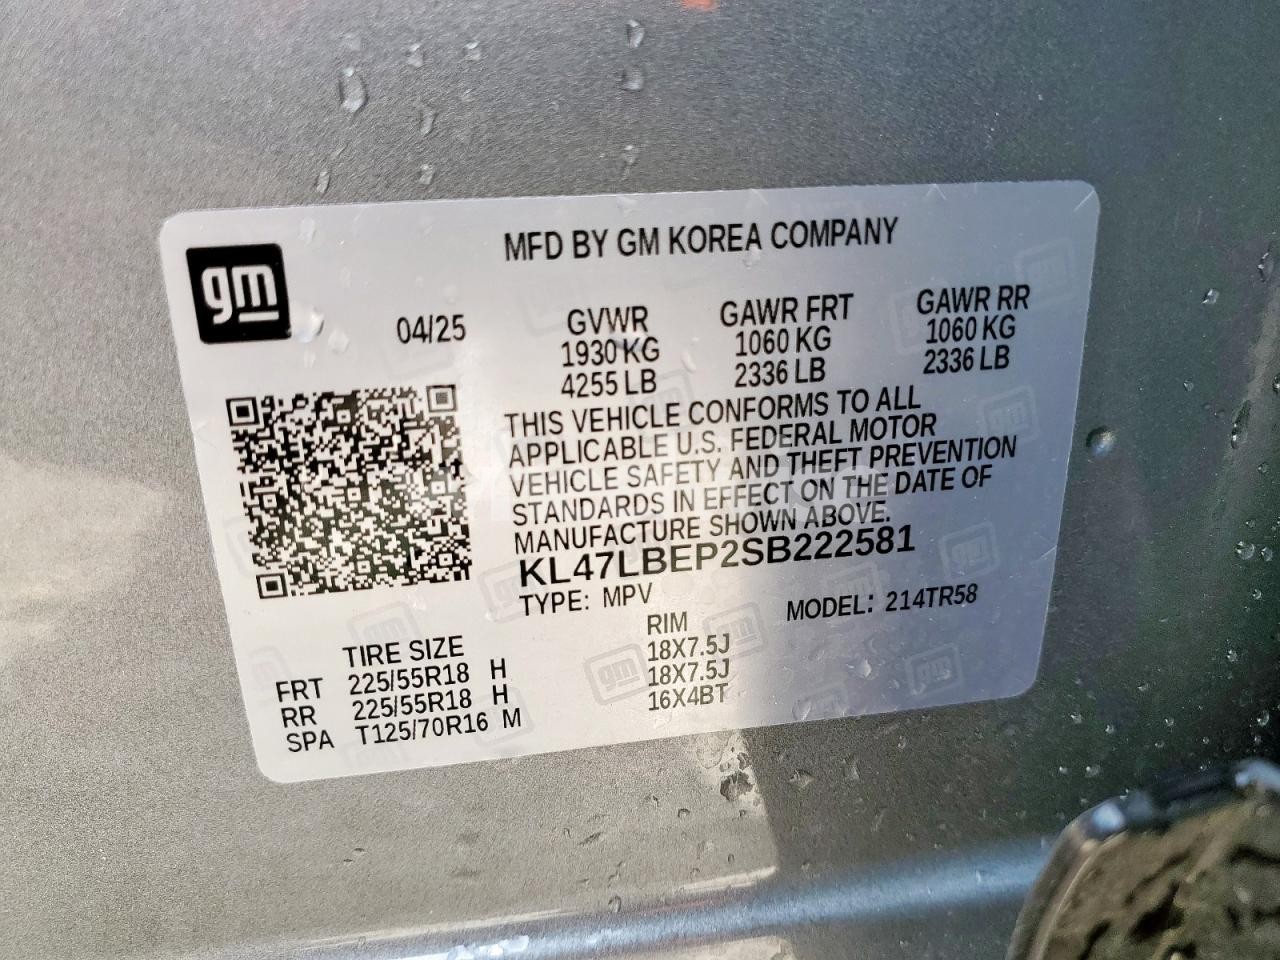 MFD BY GM KOREA COMPANY
gm
04/25
GVWR GAWR FRT GAWR RR
1930 KG 1060 KG 1060 KG
4255 LB 2336 LB 2336 LB
THIS VEHICLE CONFORMS TO ALL
APPLICABLE U.S. FEDERAL MOTOR
VEHICLE SAFETY AND THEFT PREVENTION
STANDARDS IN EFFECT ON THE DATE OF
MANUFACTURE SHOWN ABOVE.
KL47LBEP2SB222581
TYPE: MPV MODEL: 214TR58
TIRE SIZE RIM
FRT 225/55R18 H 18X7.5J
RR 225/55R18 H 18X7.5J
SPA T125/70R16 M 16X4BT